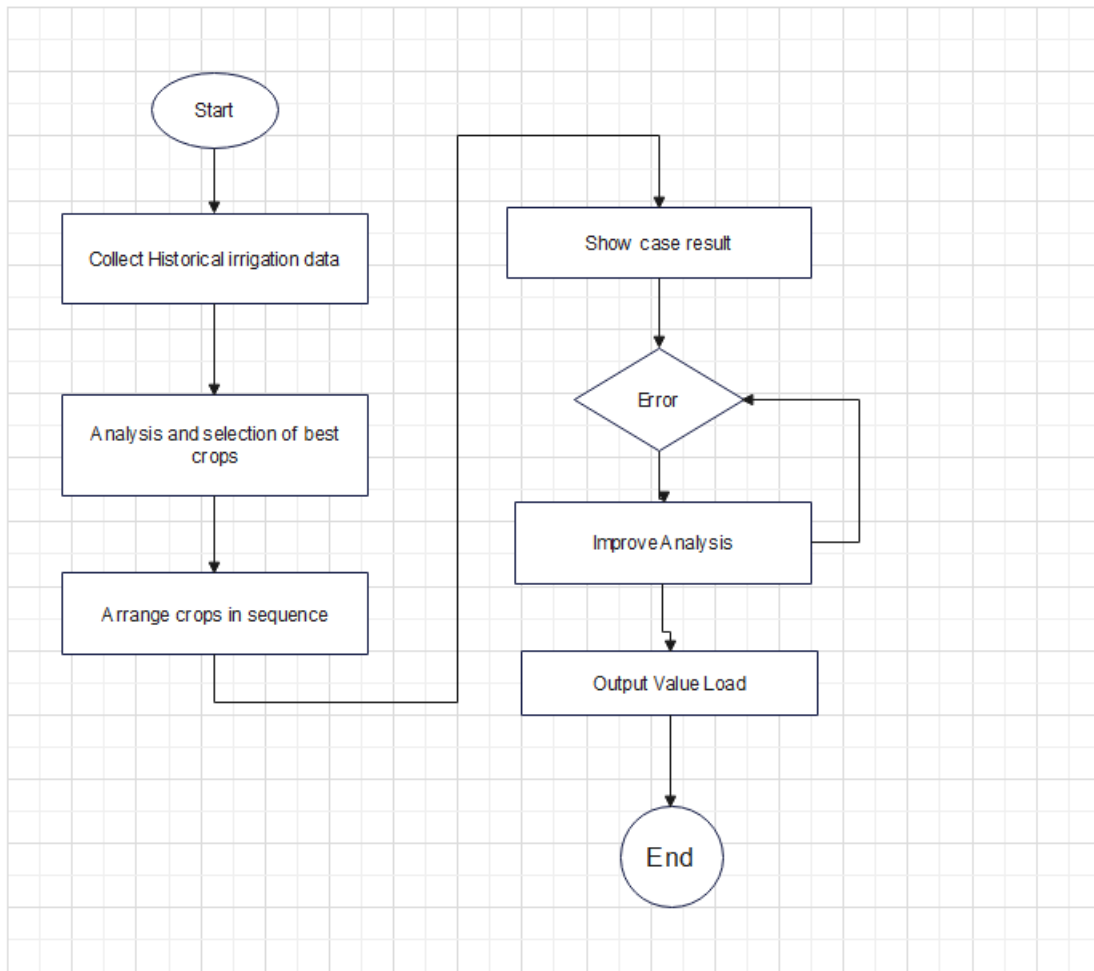 Start
Collect Historical irrigation data
Analysis and selection of best
crops
Arrange crops in sequence
Show case result
Error
Improve Analysis
Output Value Load
End